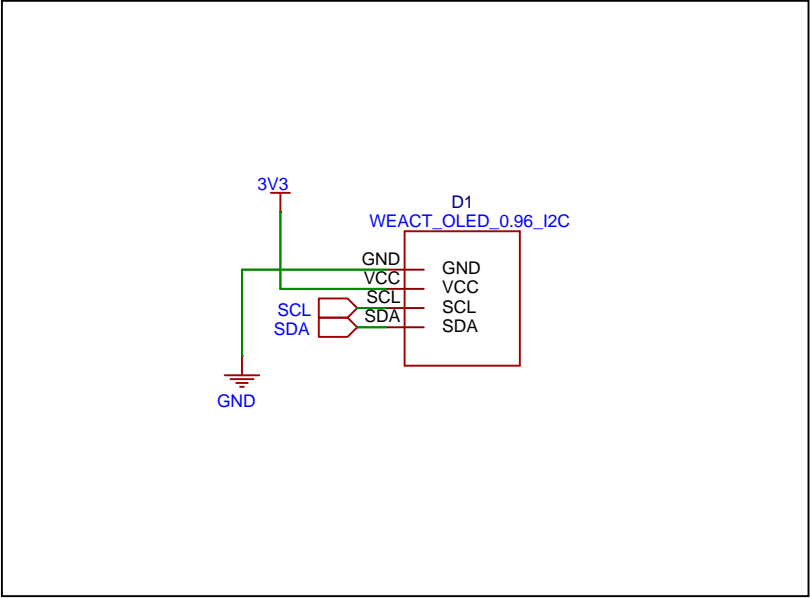 3V3
D1
WEACT_OLED_0.96_I2C
GND GND
VCC VCC
SCL SCL SCL
SDA SDA SDA
GND